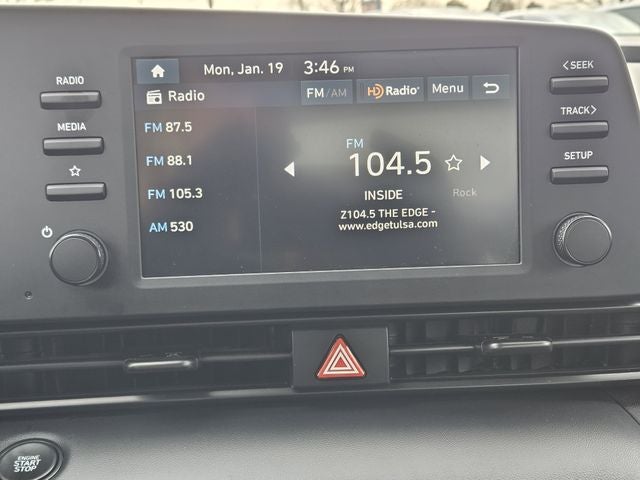 Mon, Jan. 19 3:46 PM
RADIO
MEDIA
Radio
FM/AM HD Radio® Menu
FM 87.5
FM 88.1
FM 105.3
AM 530
FM
104.5
INSIDE Rock
Z104.5 THE EDGE -
www.edgetulsa.com
<SEEK
TRACK>
SETUP
ENGINE
START
STOP